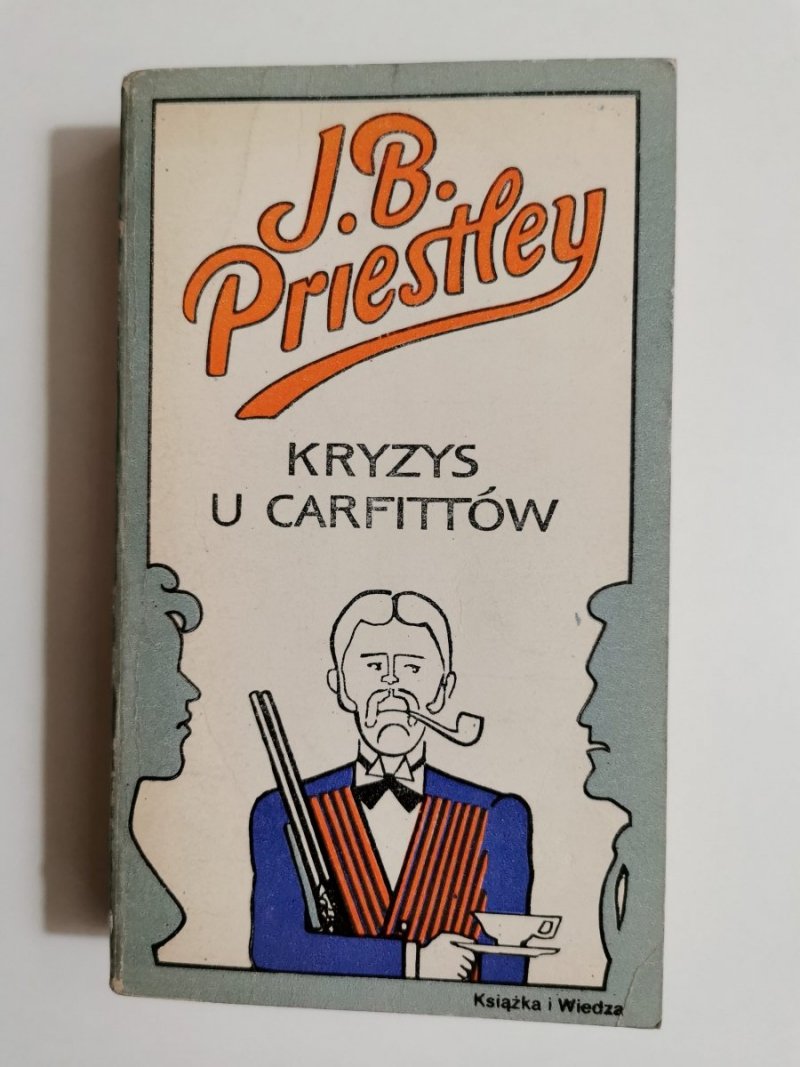 J.B.
Priestley
KRYZYS
U CARFITTÓW
Książka i Wiedza